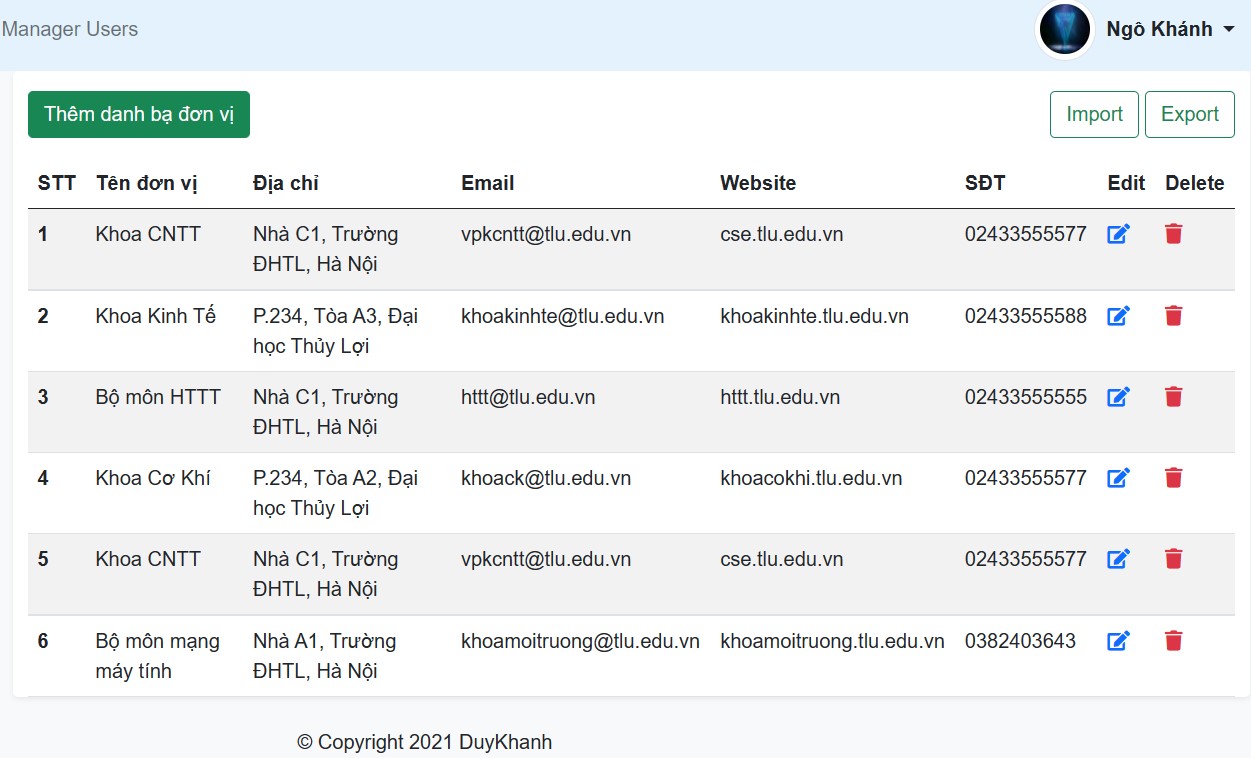 Manager Users
Ngô Khánh
Thêm danh bạ đơn vị
Import Export
STT Tên đơn vị Địa chỉ Email Website SĐT Edit Delete
1 Khoa CNTT Nhà C1, Trường vpkcntt@tlu.edu.vn cse.tlu.edu.vn 02433555577
ĐHTL, Hà Nội
2 Khoa Kinh Tế P.234, Tòa A3, Đại khoakinhte@tlu.edu.vn khoakinhte.tlu.edu.vn 02433555588
học Thủy Lợi
3 Bộ môn HTTT Nhà C1, Trường httt@tlu.edu.vn httt.tlu.edu.vn 02433555555
ĐHTL, Hà Nội
4 Khoa Cơ Khí P.234, Tòa A2, Đại khoack@tlu.edu.vn khoacokhi.tlu.edu.vn 02433555577
học Thủy Lợi
5 Khoa CNTT Nhà C1, Trường vpkcntt@tlu.edu.vn cse.tlu.edu.vn 02433555577
ĐHTL, Hà Nội
6 Bộ môn mạng Nhà A1, Trường khoamoitruong@tlu.edu.vn khoamoitruong.tlu.edu.vn 0382403643
máy tính ĐHTL, Hà Nội
© Copyright 2021 DuyKhanh